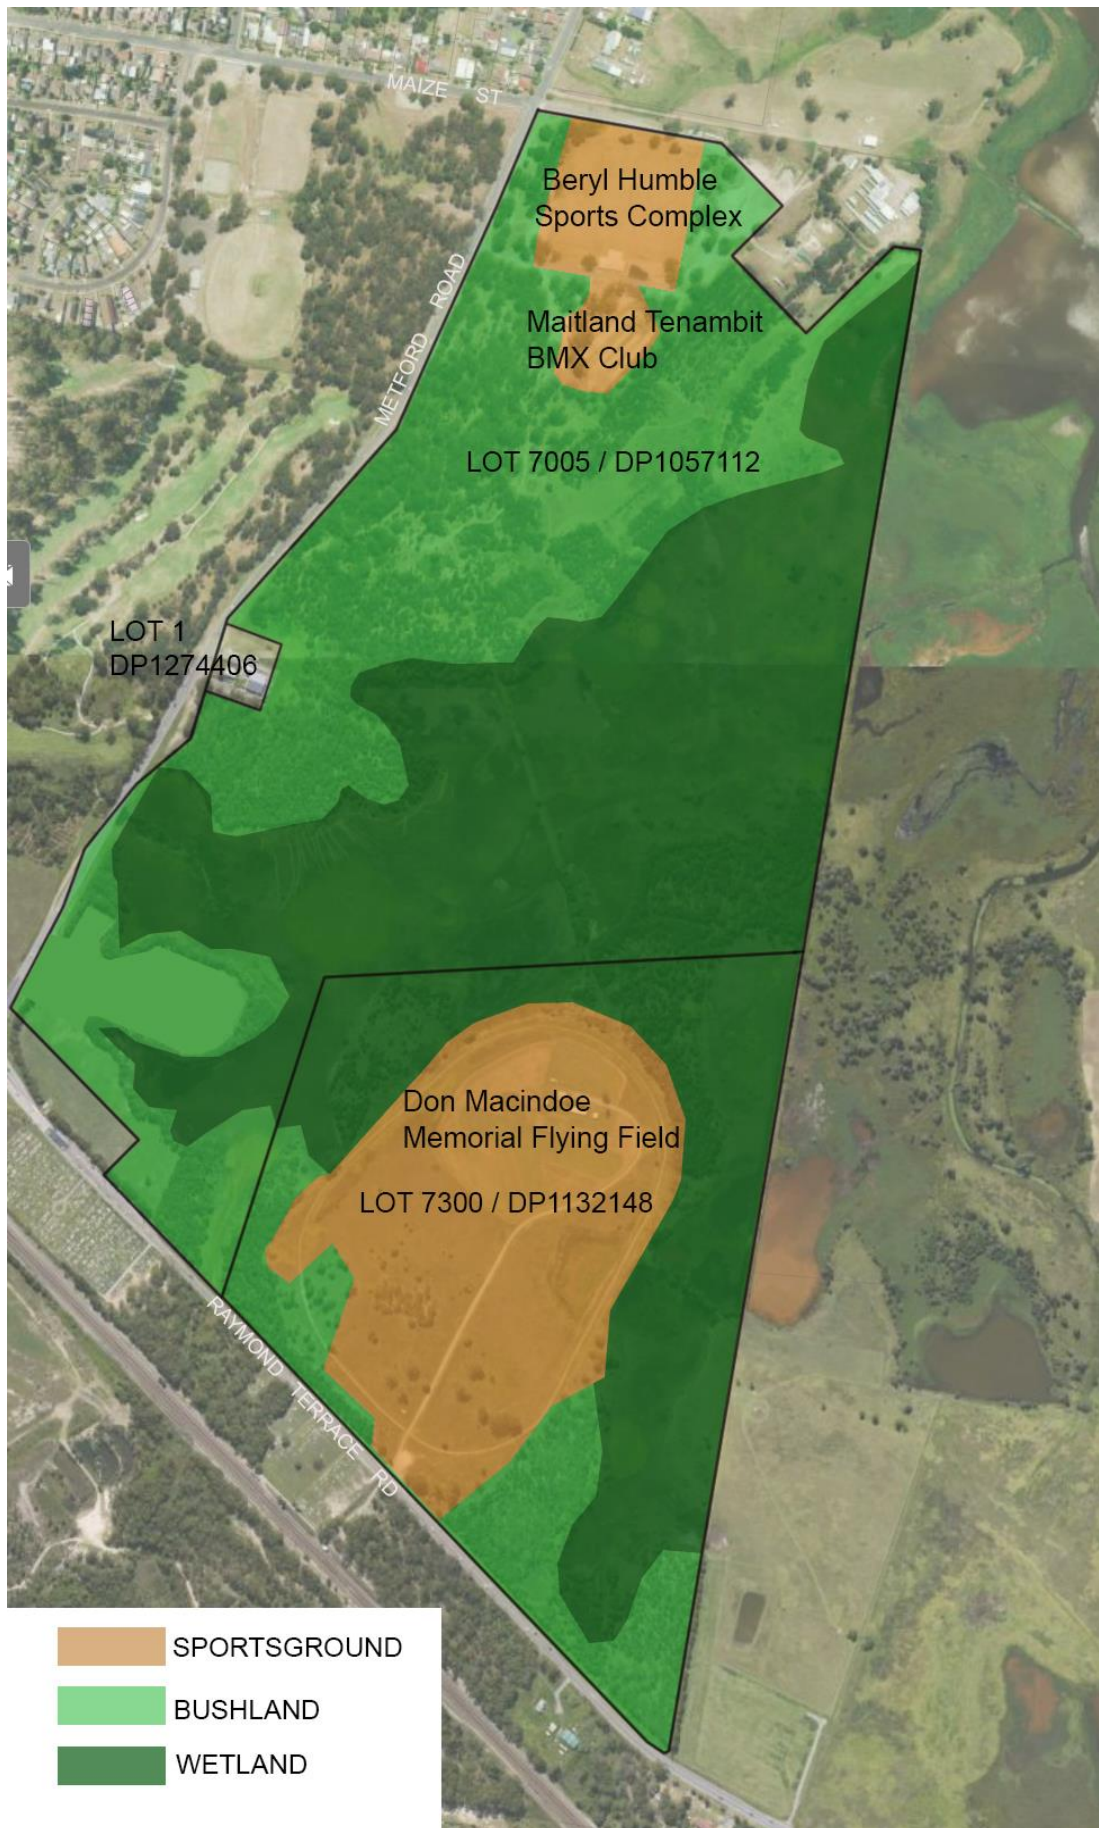 MAIZE ST
Beryl Humble
Sports Complex
METFORD ROAD
Maitland Tenambit
BMX Club
LOT 7005 / DP1057112
LOT 1
DP1274406
Don Macindoe
Memorial Flying Field
LOT 7300 / DP1132148
RAYMOND TERRACE RD
SPORTSGROUND
BUSHLAND
WETLAND